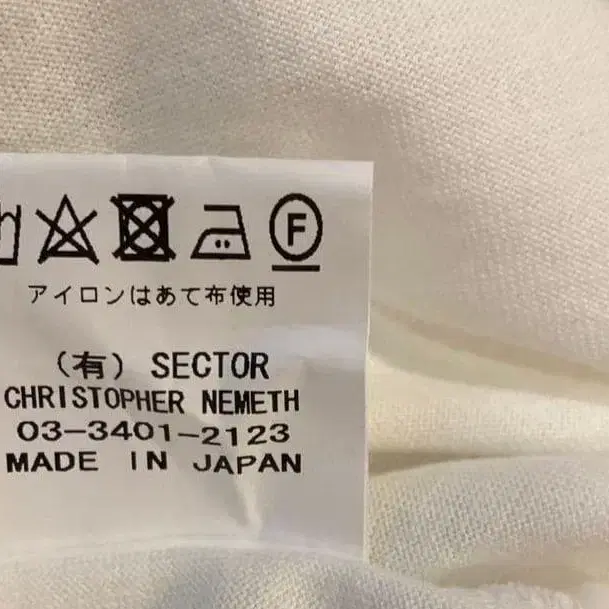 F
アイロンはあて布使用
(有) SECTOR
CHRISTOPHER NEMETH
03-3401-2123
MADE IN JAPAN